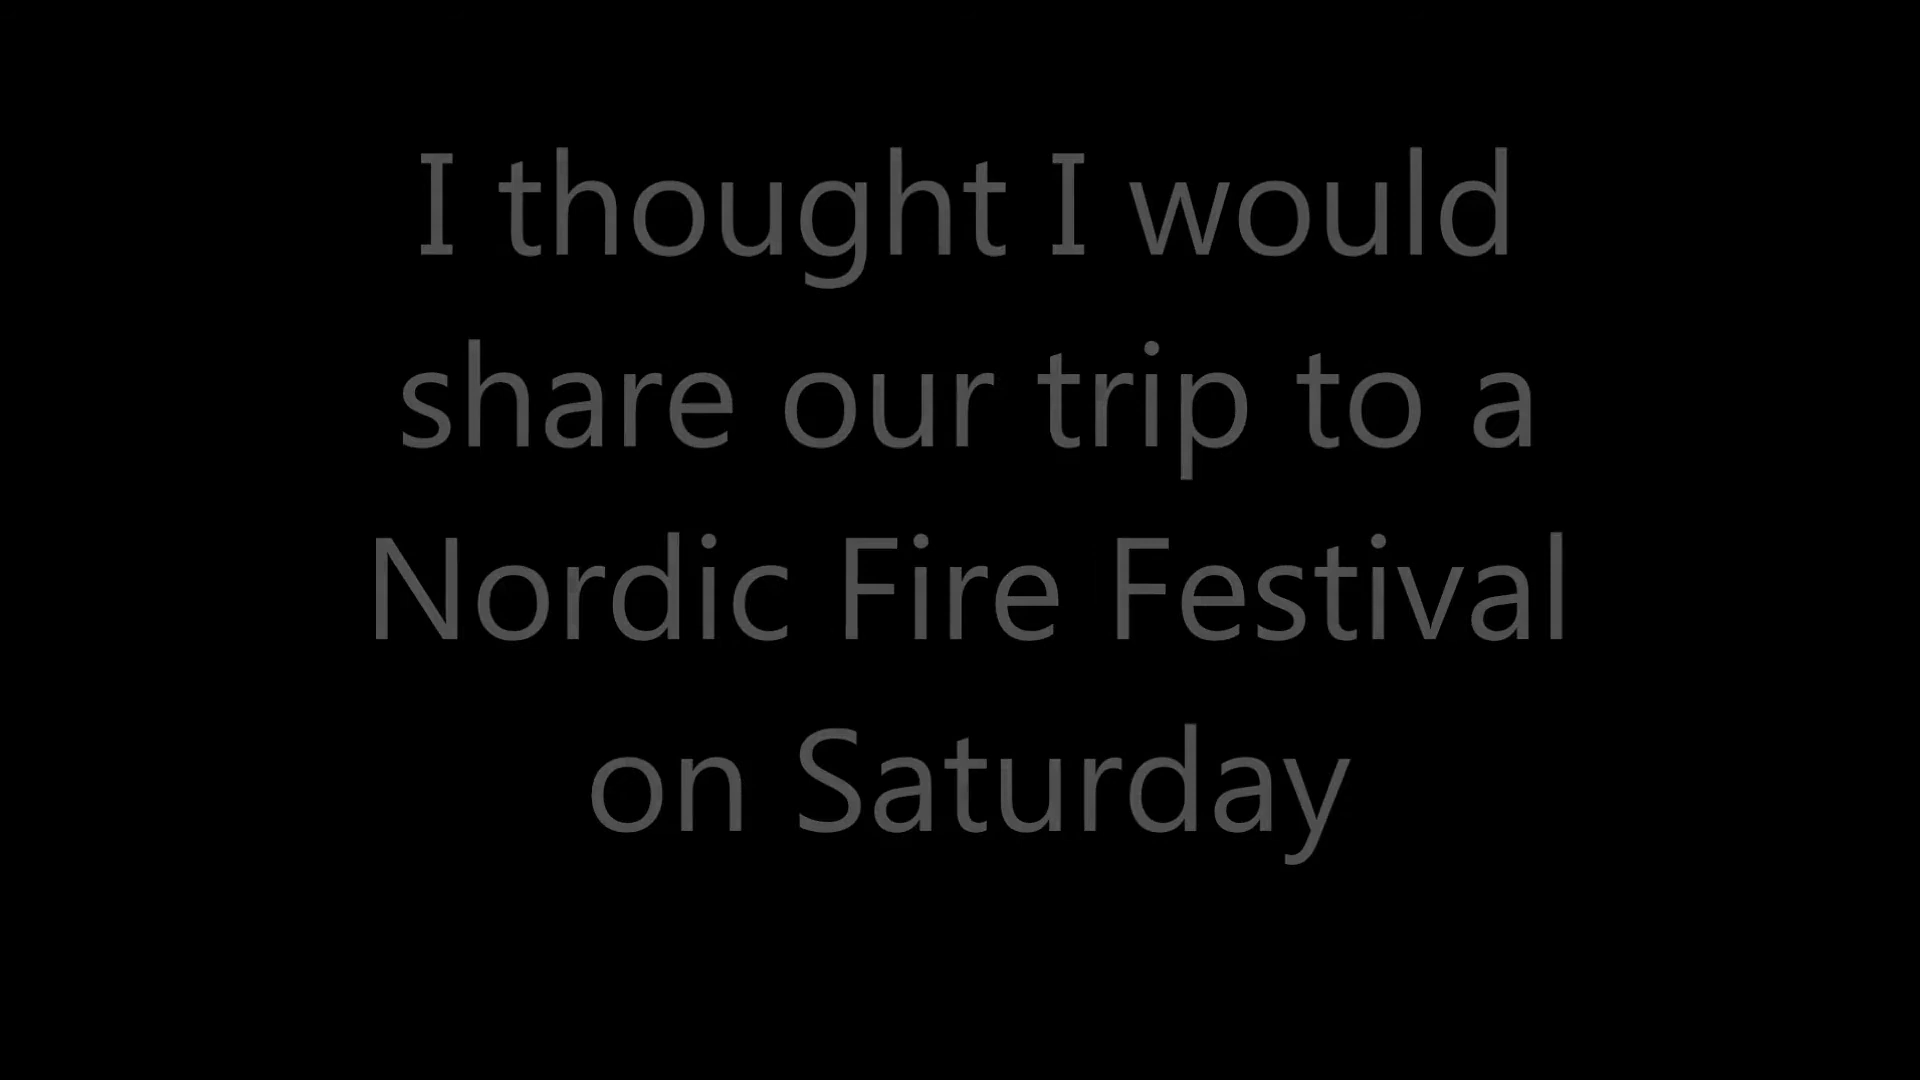 I thought I would
share our trip to a
Nordic Fire Festival
on Saturday